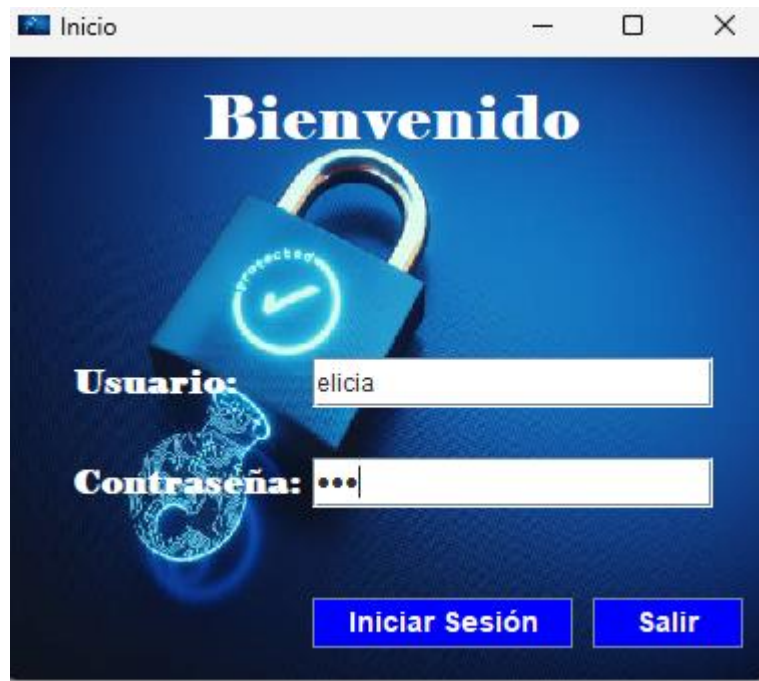 Inicio
Bienvenido
Protected
Usuario: elicia
Contraseña: •••
Iniciar Sesión Salir